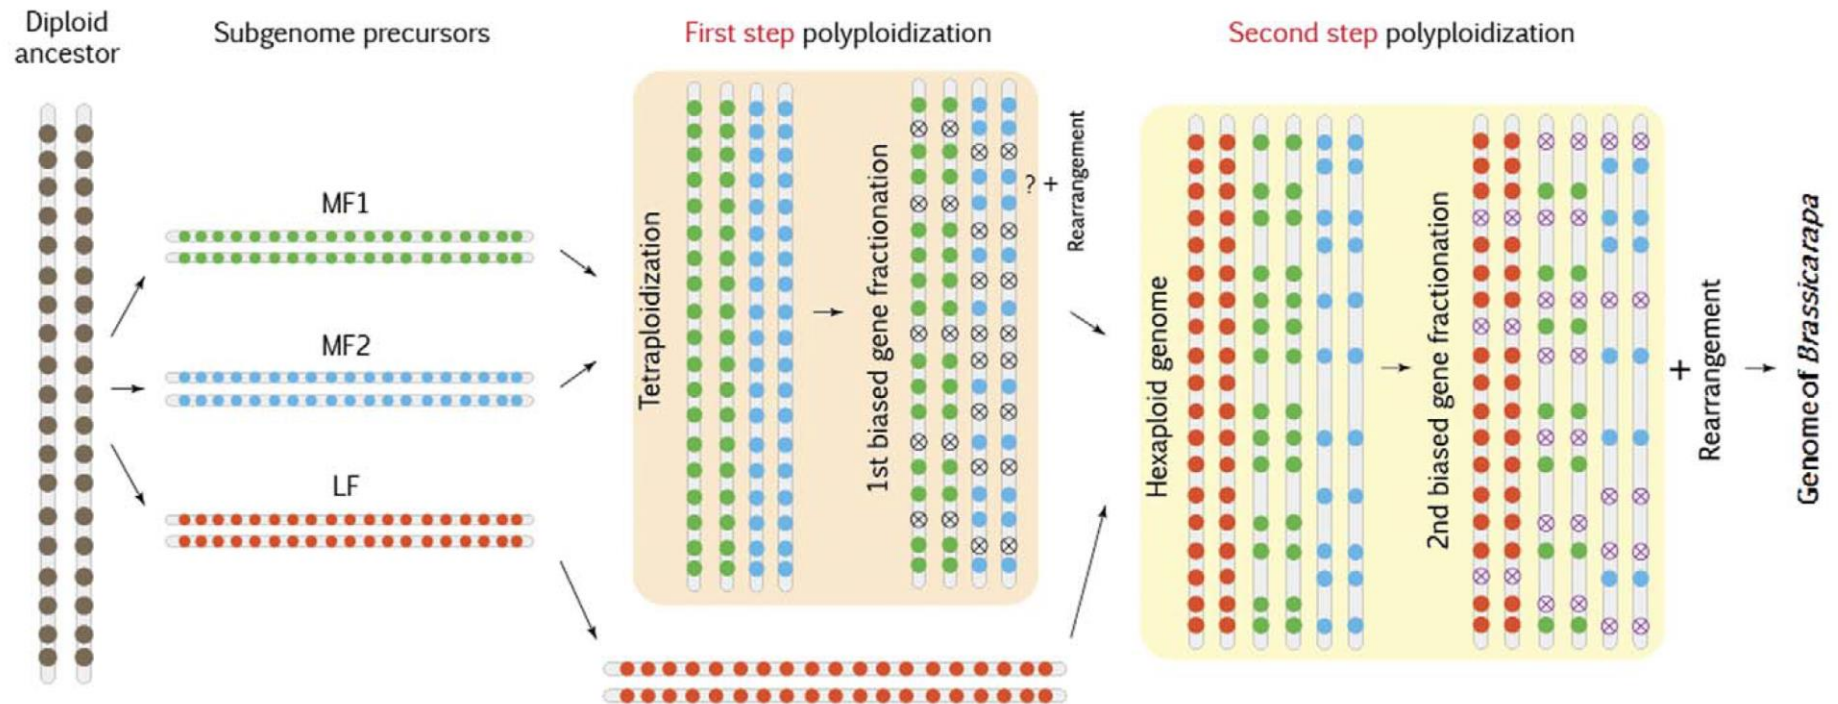 Diploid
ancestor
Subgenome precursors
First step polyploidization
Second step polyploidization
MF1
MF2
LF
Tetraploidization
1st biased gene fractionation
? +
Rearrangement
Hexaploid genome
2nd biased gene fractionation
+
Rearrangement
Genome of Brassica rapa